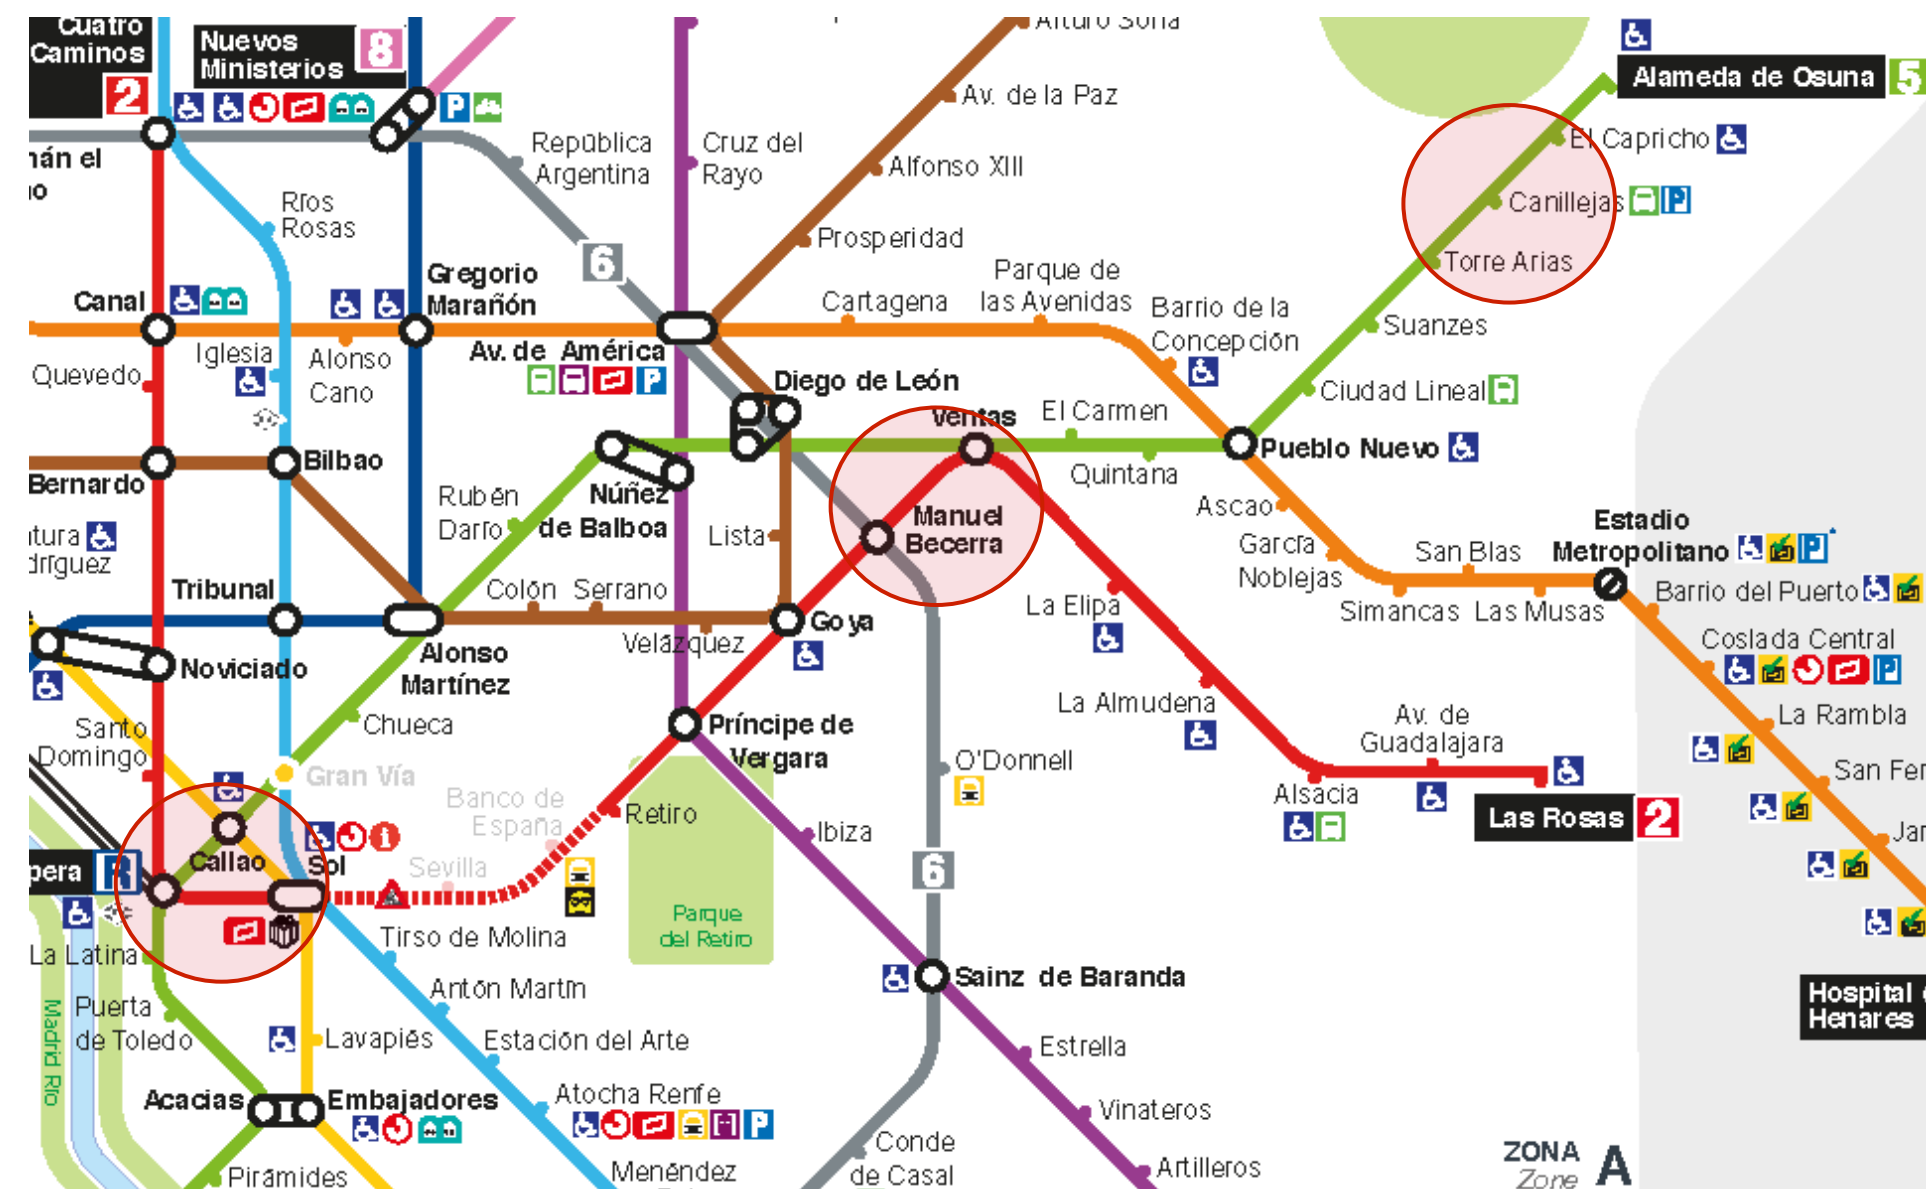 Cuatro
Caminos
2
Nuevos
Ministerios
8
P
República
Argentina
Cruz del
Rayo
Arturo Soria
Av. de la Paz
Alfonso XIII
Prosperidad
Alameda de Osuna
5
El Capricho
Canillejas
P
Torre Arias
Suanzes
Ciudad Lineal
Ríos
Rosas
6
Canal
Gregorio
Marañón
Cartagena
Parque de
las Avenidas
Barrio de la
Concepción
Quevedo
Iglesia
Alonso
Cano
Av. de América
P
Diego de León
Ventas
El Carmen
Quintana
Pueblo Nuevo
Bernardo
Bilbao
Rubén
Darío
Núñez
de Balboa
Lista
Manuel
Becerra
Ascao
García
Noblejas
San Blas
Simancas
Las Musas
Estadio
Metropolitano
P
Barrio del Puerto
Coslada Central
P
La Rambla
Tribunal
Colón
Serrano
Velázquez
Goya
La Elipa
La Almudena
Av. de
Guadalajara
Alsacia
Las Rosas
2
Noviciado
Alonso
Martínez
Santo
Domingo
Chueca
Príncipe de
Vergara
Gran Vía
Banco de
España
Retiro
Ibiza
O'Donnell
Callao
Sol
Sevilla
R
6
Parque
del Retiro
La Latina
Tirso de Molina
Puerta
de Toledo
Antón Martín
Lavapiés
Estación del Arte
Sainz de Baranda
Estrella
Madrid Río
Acacias
Embajadores
Atocha Renfe
P
Vinateros
Conde
de Casal
Artilleros
Pirámides
Menéndez
Hospital
Henares
ZONA
Zone
A